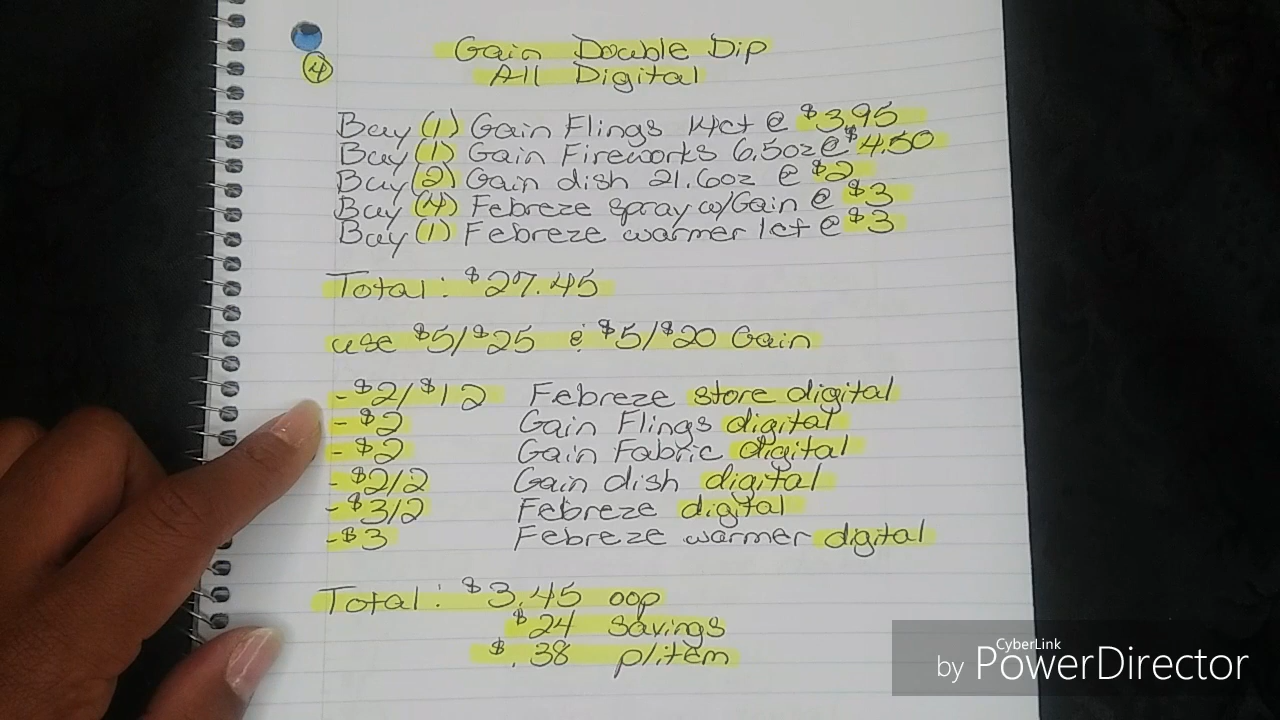 4
Gain Double Dip
All Digital
Buy (1) Gain Flings 14ct @ $3.95
Buy (1) Gain Fireworks 6.5oz @ $4.50
Buy (2) Gain dish 21.6oz @ $2
Buy (4) Febreze spray w/Gain @ $3
Buy (1) Febreze warmer 1ct @ $3
Total: $27.45
use $5/$25 & $5/$20 Gain
-$2/$12 Febreze store digital
-$2 Gain Flings digital
-$2 Gain Fabric digital
-$2/2 Gain dish digital
-$3/2 Febreze digital
-$3 Febreze warmer digital
Total: $3.45 oop
$24 savings
$.38 p/item
by CyberLink PowerDirector